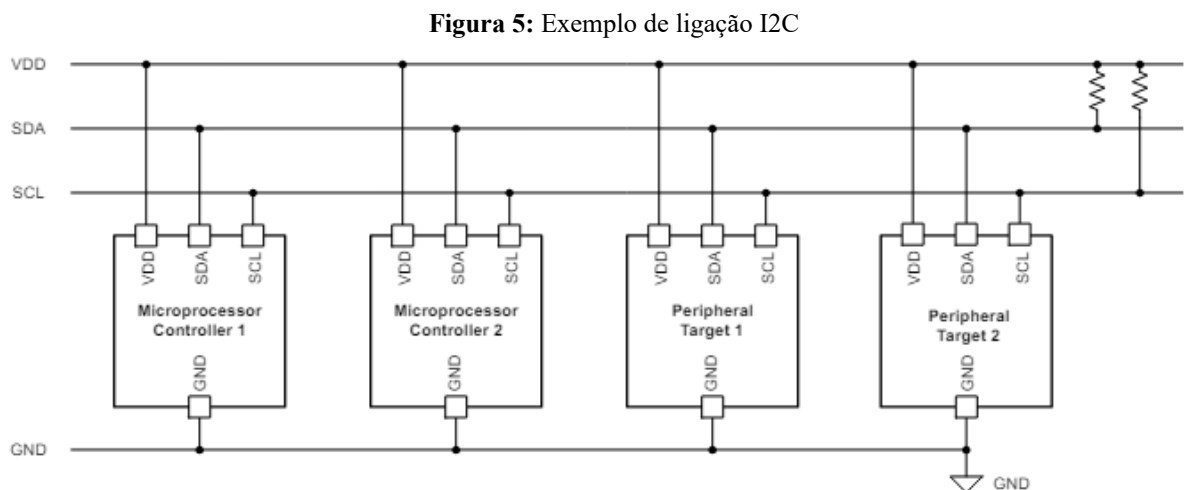 Figura 5: Exemplo de ligação I2C
VDD
SDA
SCL
VDD
SDA
SCL
Microprocessor
Controller 1
GND
VDD
SDA
SCL
Microprocessor
Controller 2
GND
VDD
SDA
SCL
Peripheral
Target 1
GND
VDD
SDA
SCL
Peripheral
Target 2
GND
GND
GND